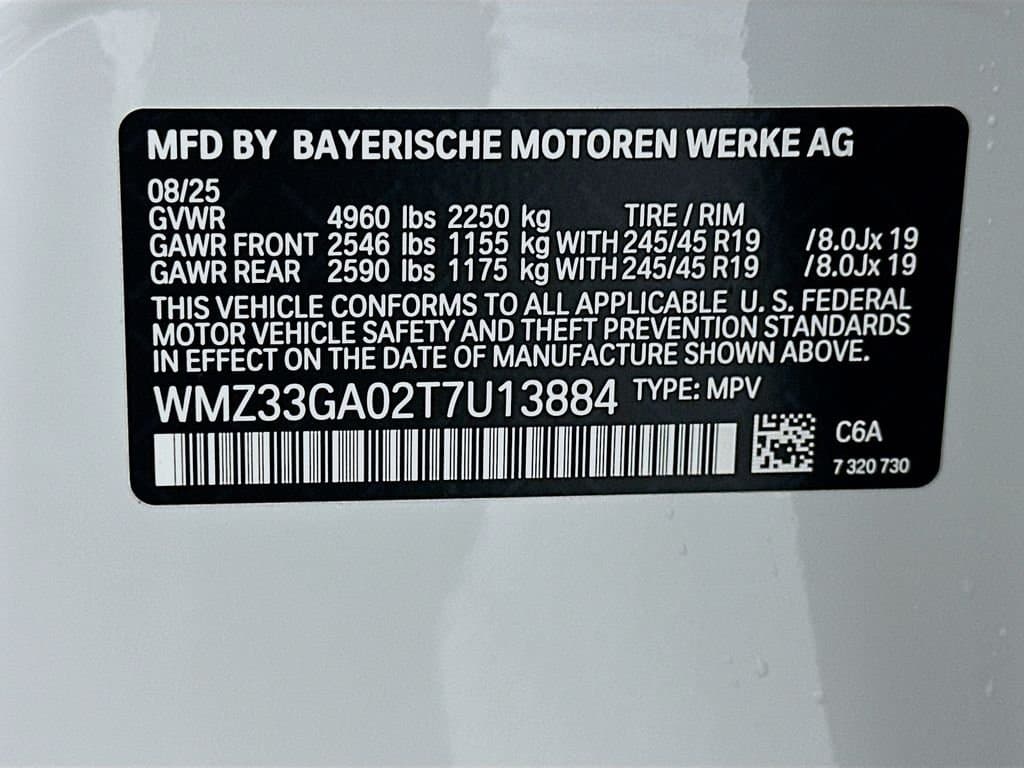 MFD BY BAYERISCHE MOTOREN WERKE AG
08/25
GVWR 4960 lbs 2250 kg TIRE / RIM
GAWR FRONT 2546 lbs 1155 kg WITH 245/45 R19 /8.0Jx 19
GAWR REAR 2590 lbs 1175 kg WITH 245/45 R19 /8.0Jx 19
THIS VEHICLE CONFORMS TO ALL APPLICABLE U. S. FEDERAL
MOTOR VEHICLE SAFETY AND THEFT PREVENTION STANDARDS
IN EFFECT ON THE DATE OF MANUFACTURE SHOWN ABOVE.
WMZ33GA02T7U13884 TYPE: MPV
C6A
7 320 730